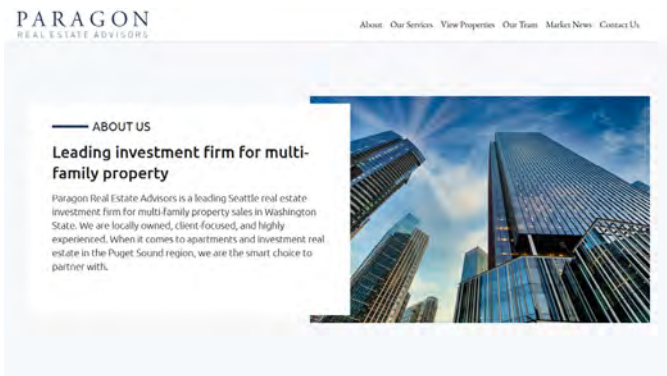 PARAGON
REAL ESTATE ADVISORS
About Our Services View Properties Our Team Market News Contact Us
ABOUT US
Leading investment firm for multi-
family property
Paragon Real Estate Advisors is a leading Seattle real estate
investment firm for multi-family property sales in Washington
State. We are locally owned, client-focused, and highly
experienced. When it comes to apartments and investment real
estate in the Puget Sound region, we are the smart choice to
partner with.